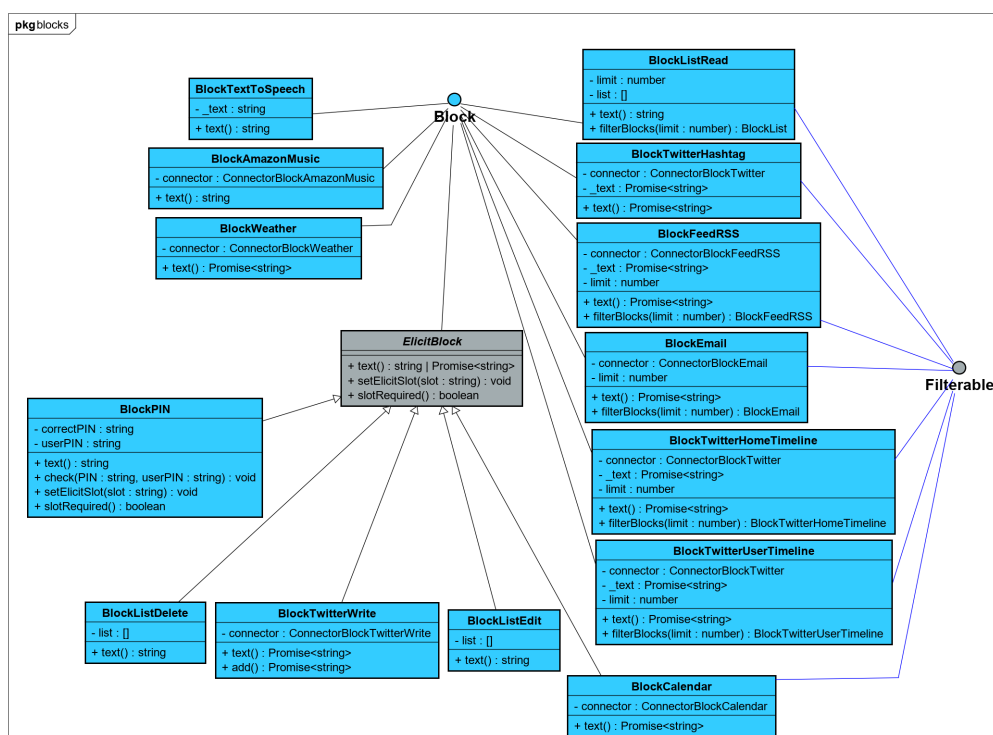 pkg blocks
BlockTextToSpeech
- _text : string
+ text() : string
Block
BlockListRead
- limit : number
- list : []
+ text() : string
+ filterBlocks(limit : number) : BlockList
BlockAmazonMusic
- connector : ConnectorBlockAmazonMusic
+ text() : string
BlockTwitterHashtag
- connector : ConnectorBlockTwitter
- _text : Promise<string>
+ text() : Promise<string>
BlockWeather
- connector : ConnectorBlockWeather
+ text() : Promise<string>
BlockFeedRSS
- connector : ConnectorBlockFeedRSS
- _text : Promise<string>
- limit : number
+ text() : Promise<string>
+ filterBlocks(limit : number) : BlockFeedRSS
ElicitBlock
+ text() : string | Promise<string>
+ setElicitSlot(slot : string) : void
+ slotRequired() : boolean
BlockEmail
- connector : ConnectorBlockEmail
- limit : number
+ text() : Promise<string>
+ filterBlocks(limit : number) : BlockEmail
Filterable
BlockPIN
- correctPIN : string
- userPIN : string
+ text() : string
+ check(PIN : string, userPIN : string) : void
+ setElicitSlot(slot : string) : void
+ slotRequired() : boolean
BlockTwitterHomeTimeline
- connector : ConnectorBlockTwitter
- _text : Promise<string>
- limit : number
+ text() : Promise<string>
+ filterBlocks(limit : number) : BlockTwitterHomeTimeline
BlockTwitterUserTimeline
- connector : ConnectorBlockTwitter
- _text : Promise<string>
- limit : number
+ text() : Promise<string>
+ filterBlocks(limit : number) : BlockTwitterUserTimeline
BlockListDelete
- list : []
+ text() : string
BlockTwitterWrite
- connector : ConnectorBlockTwitterWrite
+ text() : Promise<string>
+ add() : Promise<string>
BlockListEdit
- list : []
+ text() : string
BlockCalendar
- connector : ConnectorBlockCalendar
+ text() : Promise<string>